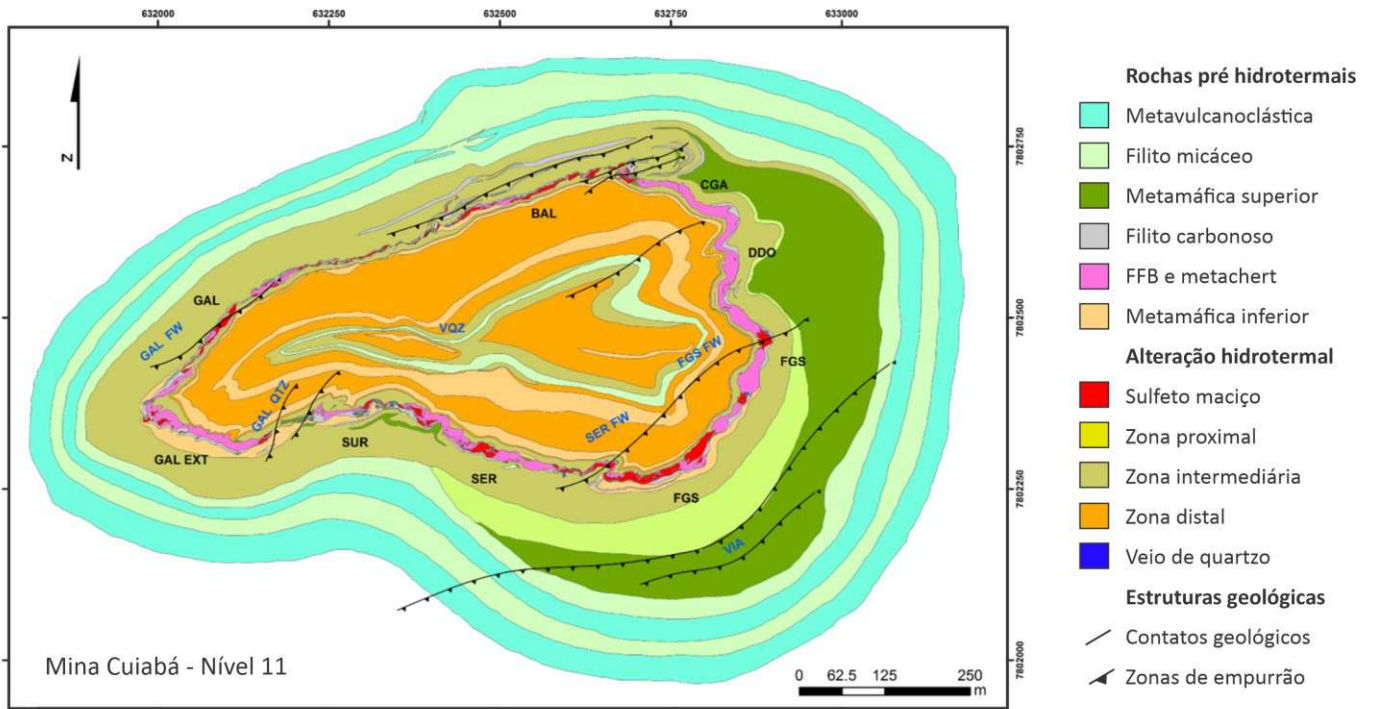 632000
632250
632500
632750
633000
N
7802750
7802500
7802250
7802000
CGA
BAL
DDO
GAL
GAL FW
VQZ
FGS FW
FGS
GAL QTZ
SER FW
SUR
GAL EXT
SER
FGS
VIA
Mina Cuiabá - Nível 11
0 62.5 125 250
m
Rochas pré hidrotermais
Metavulcanoclástica
Filito micáceo
Metamáfica superior
Filito carbonoso
FFB e metachert
Metamáfica inferior
Alteração hidrotermal
Sulfeto maciço
Zona proximal
Zona intermediária
Zona distal
Veio de quartzo
Estruturas geológicas
Contatos geológicos
Zonas de empurrão